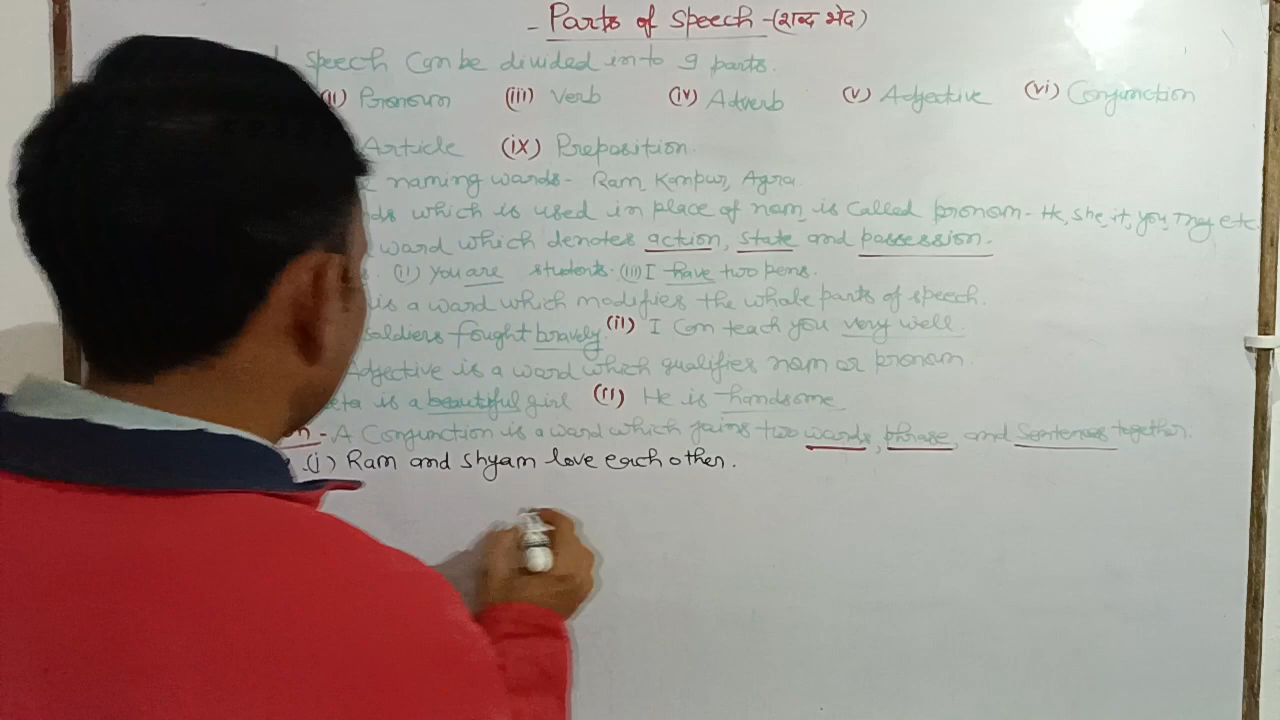 - Parts of speech - (शब्द भेद)
speech Can be divided into 9 parts.
(ii) Pronoun (iii) Verb (iv) Adverb (v) Adjective (vi) Conjunction
Article (ix) Preposition.
naming words - Ram, Kanpur, Agra.
which is used in place of noun is called pronoun - He, she, it, you, They etc.
word which denotes action, state and possession.
(ii) You are students. (iii) I have two pens.
is a word which modifies the whole parts of speech.
soldiers fought bravely. (ii) I Can teach you very well.
Adjective is a word which qualifies noun or pronoun.
is a beautiful girl (ii) He is handsome
- A Conjunction is a word which joins two words, phrase, and Sentences together.
(i) Ram and Shyam love each other.